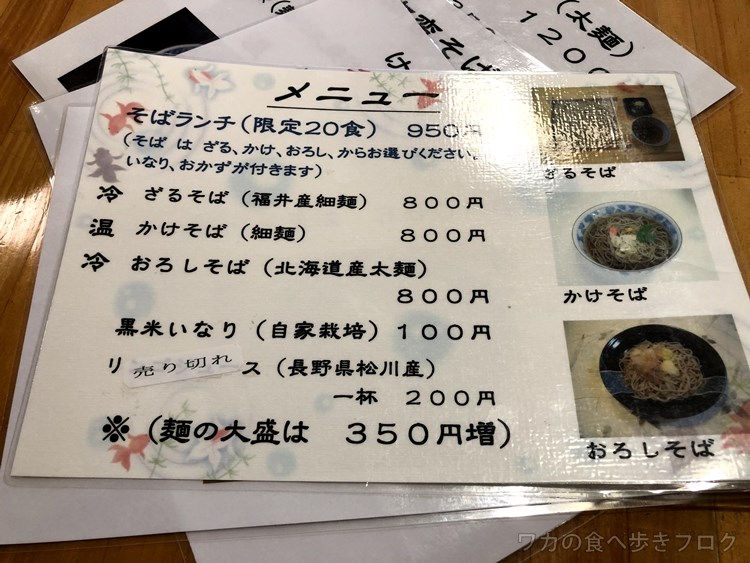 (太麺)
１２００
恋そば
け
メニュー
そばランチ(限定20食) 950円
(そば は ざる、かけ、おろし、からお選びください。
いなり、おかずが付きます)
冷 ざるそば (福井産細麺) 800円
温 かけそば (細麺) 800円
冷 おろしそば (北海道産太麺)
800円
黒米いなり (自家栽培) 100円
リ 売り切れ ス (長野県松川産)
一杯 200円
※ (麺の大盛は 350円増)
ざるそば
かけそば
おろしそば
ワカの食べ歩きブログ